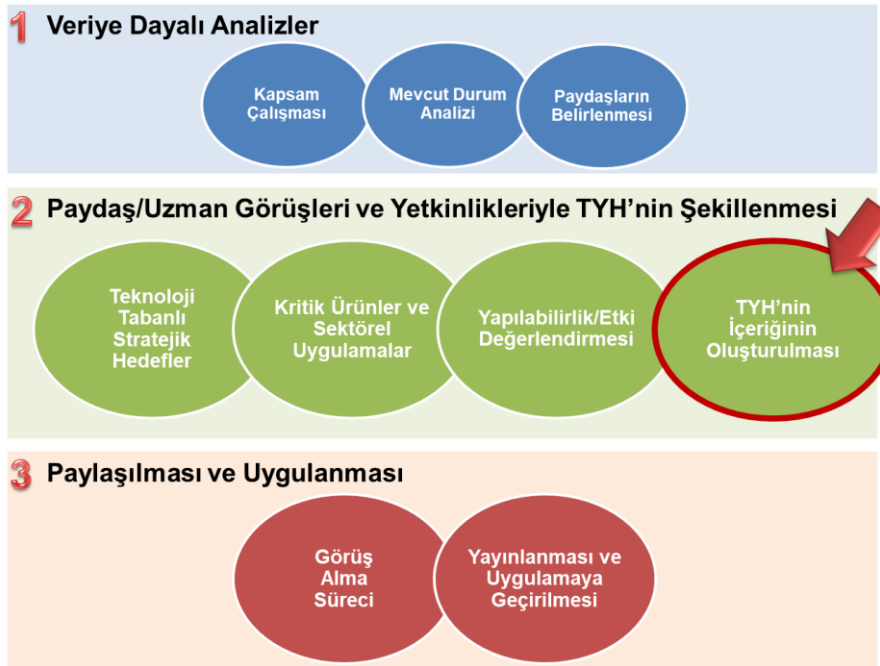 1 Veriye Dayalı Analizler
Kapsam
Çalışması
Mevcut Durum
Analizi
Paydaşların
Belirlenmesi
2 Paydaş/Uzman Görüşleri ve Yetkinlikleriyle TYH’nin Şekillenmesi
Teknoloji
Tabanlı
Stratejik
Hedefler
Kritik Ürünler ve
Sektörel
Uygulamalar
Yapılabilirlik/Etki
Değerlendirmesi
TYH’nin
İçeriğinin
Oluşturulması
3 Paylaşılması ve Uygulanması
Görüş
Alma
Süreci
Yayınlanması ve
Uygulamaya
Geçirilmesi